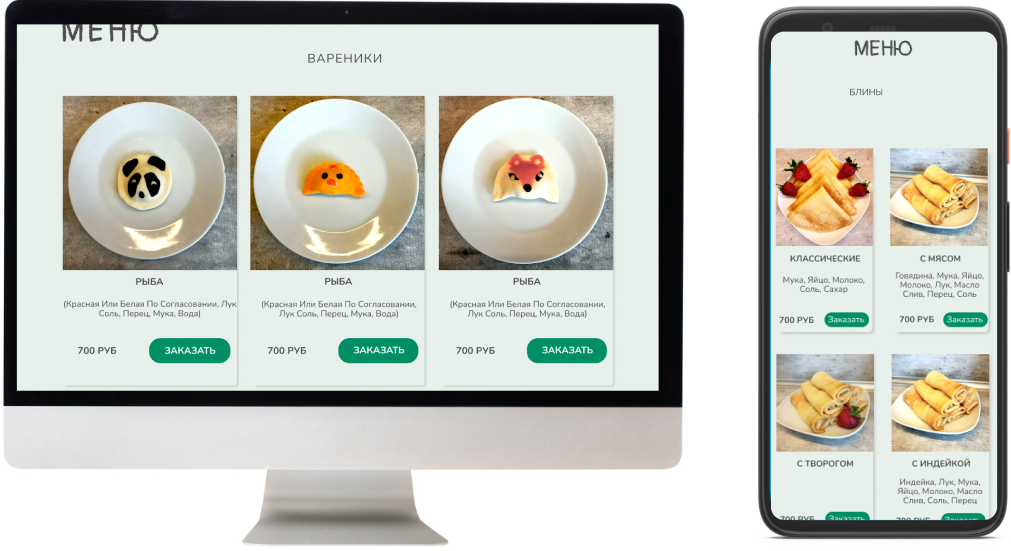 МЕНЮ
ВАРЕНИКИ
РЫБА
(Красная Или Белая По Согласовании, Лук
Соль, Перец, Мука, Вода)
700 РУБ
ЗАКАЗАТЬ
РЫБА
(Красная Или Белая По Согласовании,
Лук Соль, Перец, Мука, Вода)
700 РУБ
ЗАКАЗАТЬ
РЫБА
(Красная Или Белая По Согласовании,
Лук Соль, Перец, Мука, Вода)
700 РУБ
ЗАКАЗАТЬ
МЕНЮ
БЛИНЫ
КЛАССИЧЕСКИЕ
Мука, Яйцо, Молоко,
Соль, Сахар
700 РУБ
Заказать
С МЯСОМ
Говядина, Мука, Яйцо,
Молоко, Лук, Масло
Слив, Перец, Соль
700 РУБ
Заказать
С ТВОРОГОМ
700 РУБ
Заказать
С ИНДЕЙКОЙ
Индейка, Лук, Мука,
Яйцо, Молоко, Масло
Слив, Соль, Перец
700 РУБ
Заказать